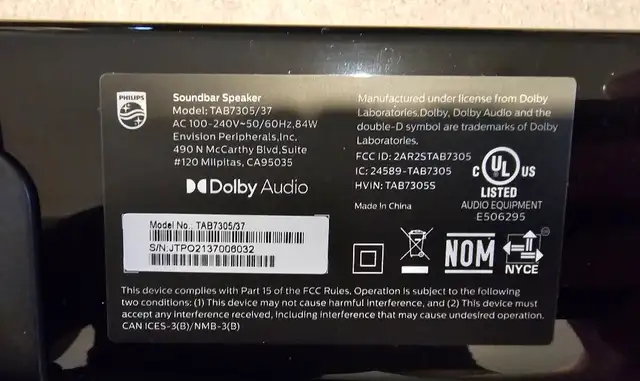 PHILIPS
Soundbar Speaker
Model: TAB7305/37
AC 100-240V~50/60Hz,84W
Envision Peripherals,Inc.
490 N McCarthy Blvd,Suite
#120 Milpitas, CA95035
Dolby Audio
Manufactured under license from Dolby
Laboratories.Dolby, Dolby Audio and the
double-D symbol are trademarks of Dolby
Laboratories.
FCC ID: 2AR2STAB7305
IC: 24589-TAB7305
HVIN: TAB7305S
Made in China
C UL US
LISTED
AUDIO EQUIPMENT
E506295
Model No.: TAB7305/37
S/N:JTPO2137006032
NOM
NYCE
This device complies with Part 15 of the FCC Rules. Operation is subject to the following
two conditions: (1) This device may not cause harmful interference, and (2) This device must
accept any interference received, including interference that may cause undesired operation.
CAN ICES-3(B)/NMB-3(B)